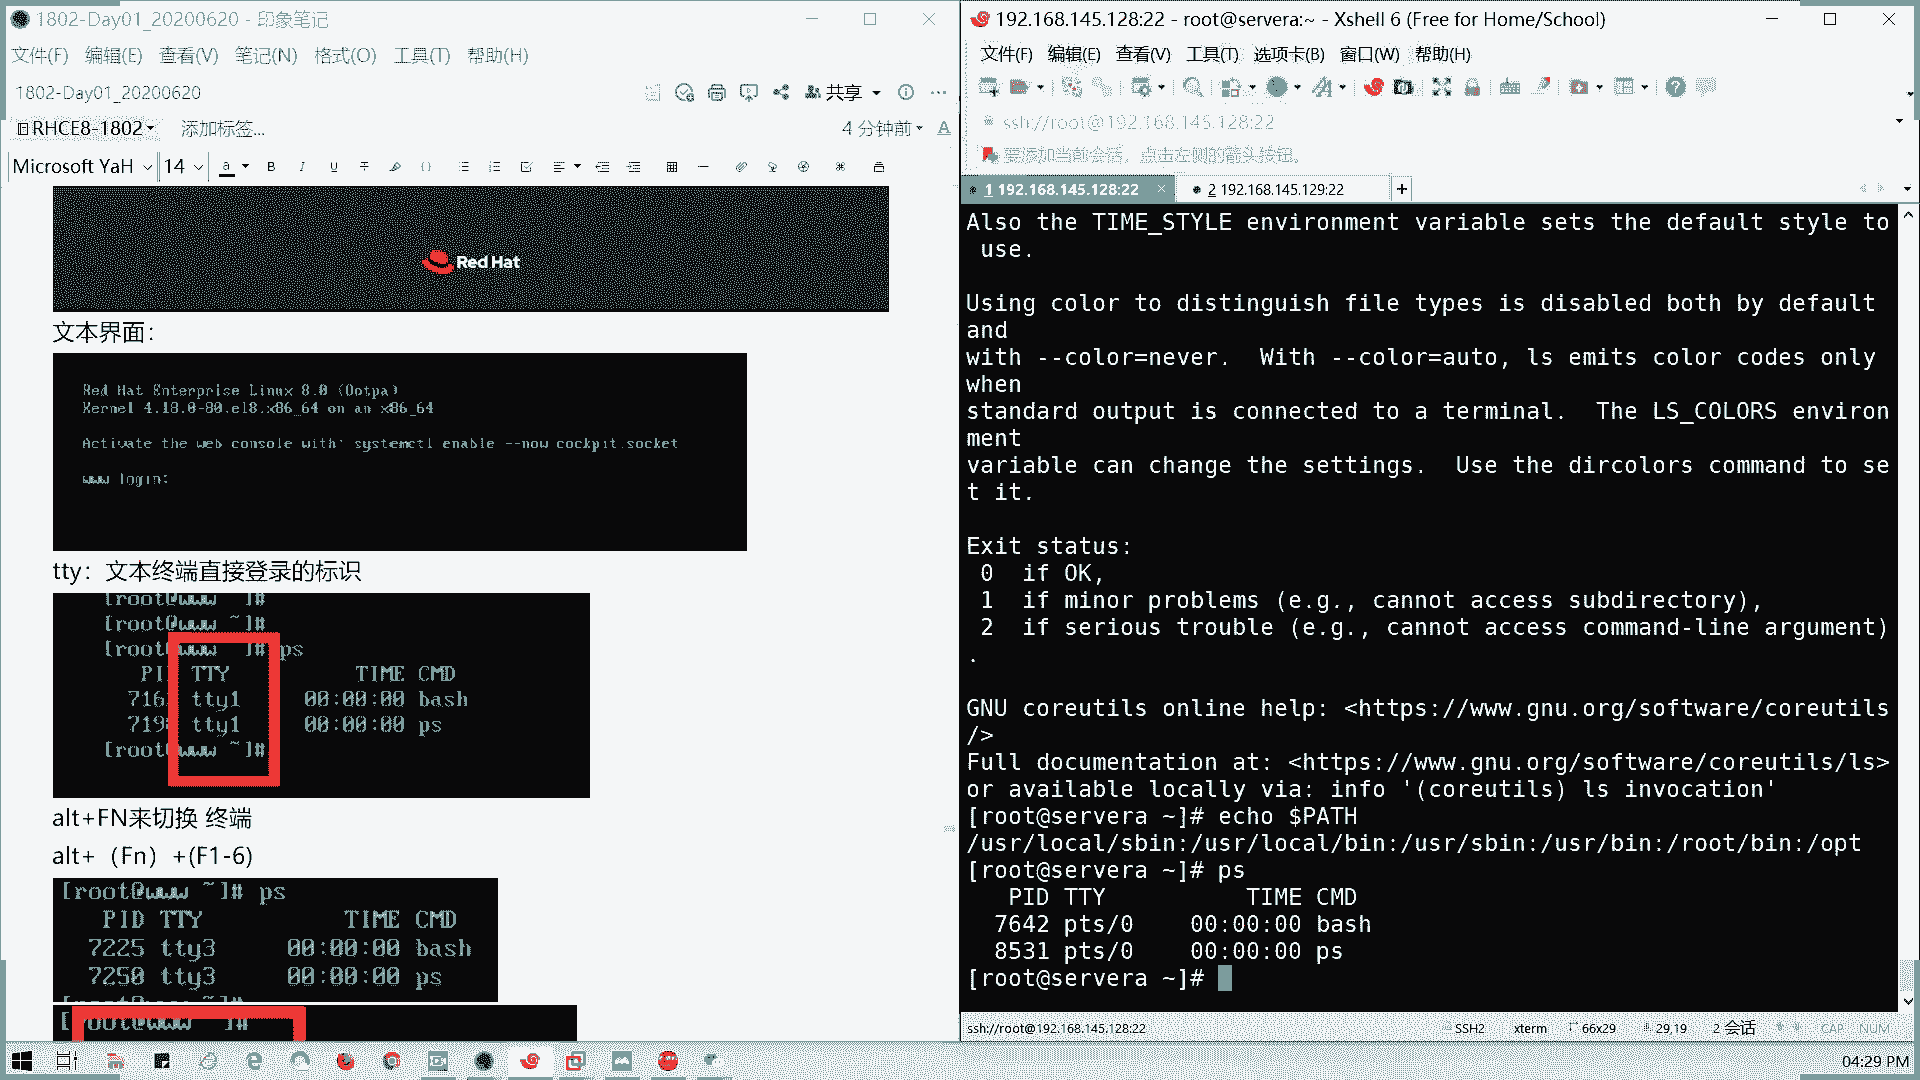 1802-Day01_20200620 - 印象笔记
文件(F) 编辑(E) 查看(V) 笔记(N) 格式(O) 工具(T) 帮助(H)
1802-Day01_20200620
共享
RHCE8-1802
添加标签...
4 分钟前
Microsoft YaH
14
Red Hat
文本界面：
Red Hat Enterprise Linux 8.0 (Ootpa)
Kernel 4.18.0-80.el8.x86_64 on an x86_64
Activate the web console with: systemctl enable --now cockpit.socket
www login:
tty：文本终端直接登录的标识
[root@www ~]#
[root@www ~]#
[root@www ~]# ps
PI TTY TIME CMD
716 tty1 00:00:00 bash
719 tty1 00:00:00 ps
[root@www ~]#
alt+FN来切换 终端
alt+（Fn）+(F1-6)
[root@www ~]# ps
PID TTY TIME CMD
7225 tty3 00:00:00 bash
7250 tty3 00:00:00 ps
192.168.145.128:22 - root@servera:~ - Xshell 6 (Free for Home/School)
文件(F) 编辑(E) 查看(V) 工具(T) 选项卡(B) 窗口(W) 帮助(H)
ssh://root@192.168.145.128:22
要添加当前会话，点击左侧的箭头按钮。
1 192.168.145.128:22
2 192.168.145.129:22
Also the TIME_STYLE environment variable sets the default style to
use.
Using color to distinguish file types is disabled both by default
and
with --color=never.  With --color=auto, ls emits color codes only
when
standard output is connected to a terminal.  The LS_COLORS environ
ment
variable can change the settings.  Use the dircolors command to se
t it.
Exit status:
0  if OK,
1  if minor problems (e.g., cannot access subdirectory),
2  if serious trouble (e.g., cannot access command-line argument)
.
GNU coreutils online help: <https://www.gnu.org/software/coreutils
/>
Full documentation at: <https://www.gnu.org/software/coreutils/ls>
or available locally via: info '(coreutils) ls invocation'
[root@servera ~]# echo $PATH
/usr/local/sbin:/usr/local/bin:/usr/sbin:/usr/bin:/root/bin:/opt
[root@servera ~]# ps
PID TTY TIME CMD
7642 pts/0 00:00:00 bash
8531 pts/0 00:00:00 ps
[root@servera ~]#
ssh://root@192.168.145.128:22
SSH2
xterm
66x29
29,19
2 会话
CAP NUM
04:29 PM